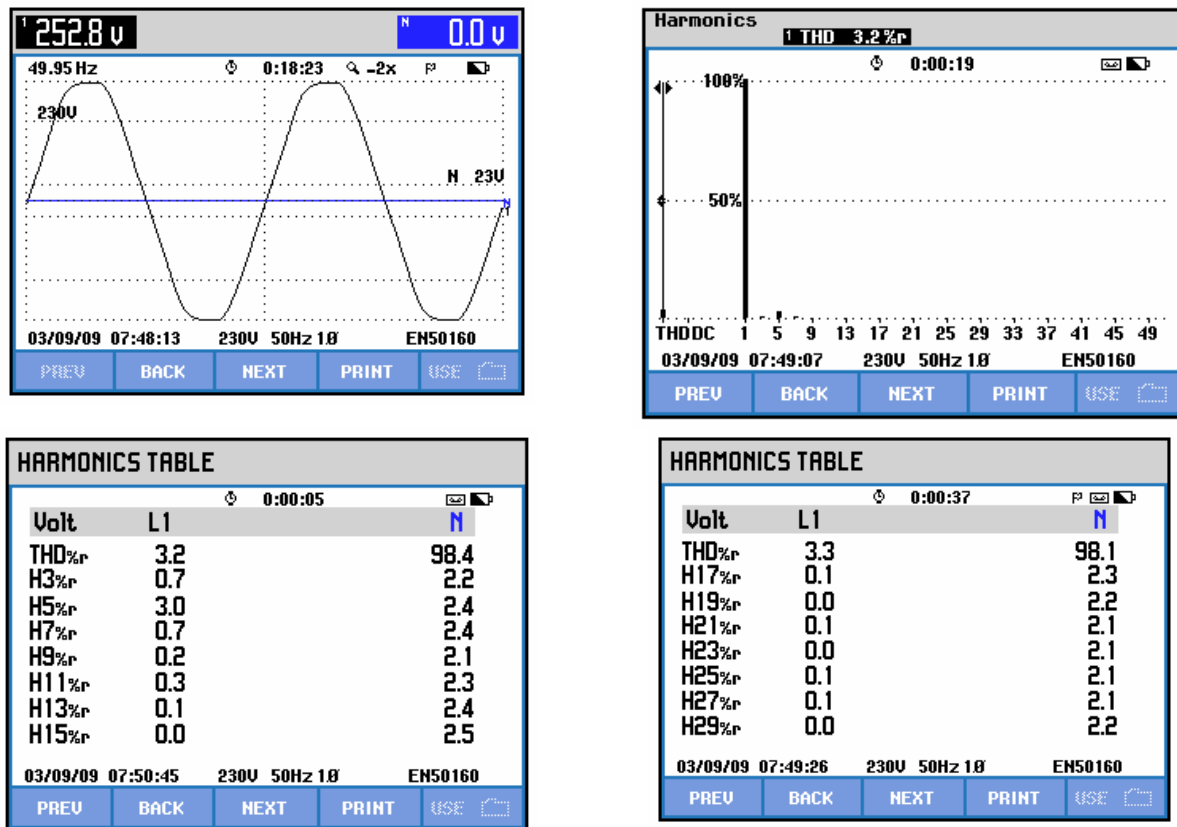 1 252.8 V N 0.0 V
49.95 Hz 0:18:23 -2x
230V
N 23V
N
1
03/09/09 07:48:13 230V 50Hz 1.Ø EN50160
PREV BACK NEXT PRINT USE
Harmonics
1 THD 3.2 %r
0:00:19
100%
50%
THD DC 1 5 9 13 17 21 25 29 33 37 41 45 49
03/09/09 07:49:07 230V 50Hz 1.Ø EN50160
PREV BACK NEXT PRINT USE
HARMONICS TABLE
0:00:05
Volt L1 N
THD%r 3.2 98.4
H3%r 0.7 2.2
H5%r 3.0 2.4
H7%r 0.7 2.4
H9%r 0.2 2.1
H11%r 0.3 2.3
H13%r 0.1 2.4
H15%r 0.0 2.5
03/09/09 07:50:45 230V 50Hz 1.Ø EN50160
PREV BACK NEXT PRINT USE
HARMONICS TABLE
0:00:37
Volt L1 N
THD%r 3.3 98.1
H17%r 0.1 2.3
H19%r 0.0 2.2
H21%r 0.1 2.1
H23%r 0.0 2.1
H25%r 0.1 2.1
H27%r 0.1 2.1
H29%r 0.0 2.2
03/09/09 07:49:26 230V 50Hz 1.Ø EN50160
PREV BACK NEXT PRINT USE